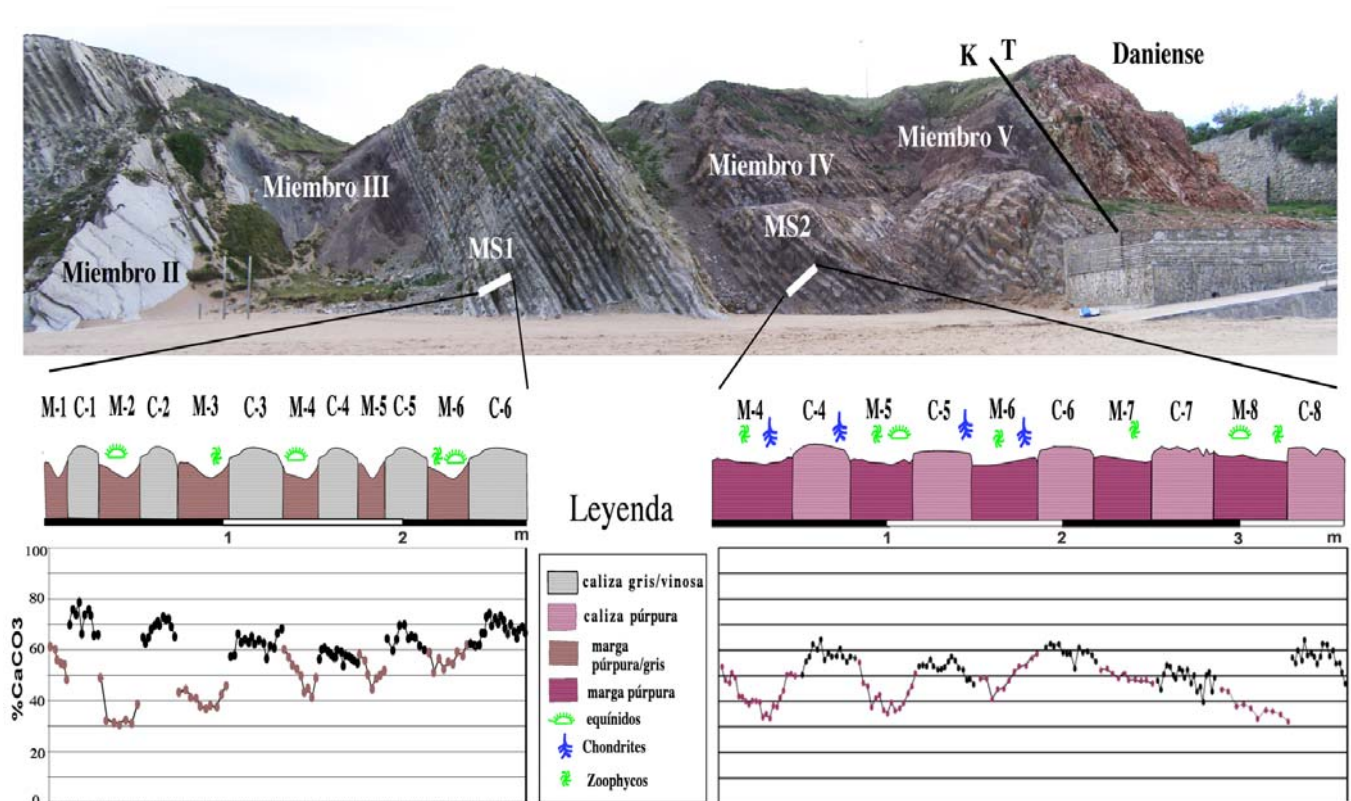 K T Daniense
Miembro V
Miembro IV
Miembro III
MS2
MS1
Miembro II
M-1 C-1 M-2 C-2 M-3 C-3 M-4 C-4 M-5 C-5 M-6 C-6
M-4 C-4 M-5 C-5 M-6 C-6 M-7 C-7 M-8 C-8
1 2 m
1 2 3 m
Leyenda
caliza gris/vinosa
caliza púrpura
marga
púrpura/gris
marga púrpura
equínidos
Chondrites
Zoophycos
%CaCO3
100
80
60
40
20
0